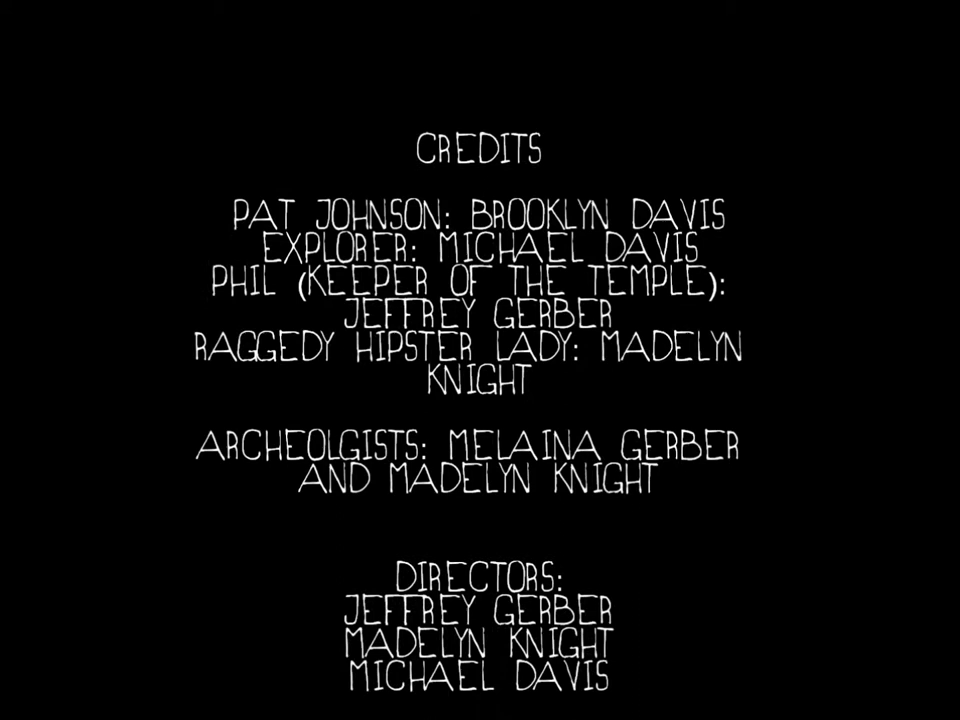 CREDITS
PAT JOHNSON: BROOKLYN DAVIS
EXPLORER: MICHAEL DAVIS
PHIL (KEEPER OF THE TEMPLE):
JEFFREY GERBER
RAGGEDY HIPSTER LADY: MADELYN
KNIGHT
ARCHEOLGISTS: MELAINA GERBER
AND MADELYN KNIGHT
DIRECTORS:
JEFFREY GERBER
MADELYN KNIGHT
MICHAEL DAVIS